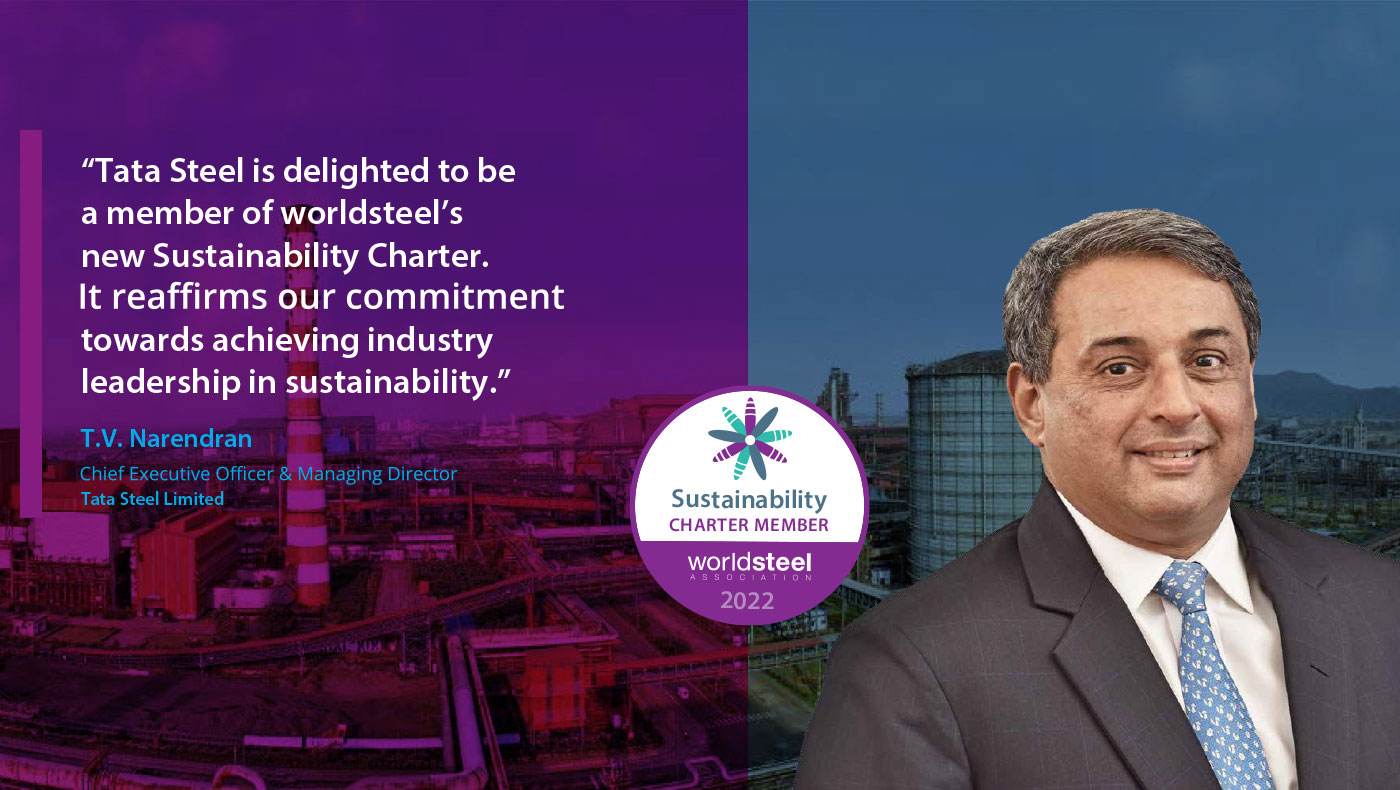 “Tata Steel is delighted to be
a member of worldsteel’s
new Sustainability Charter.
It reaffirms our commitment
towards achieving industry
leadership in sustainability.”
T.V. Narendran
Chief Executive Officer & Managing Director
Tata Steel Limited
Sustainability
CHARTER MEMBER
worldsteel
ASSOCIATION
2022